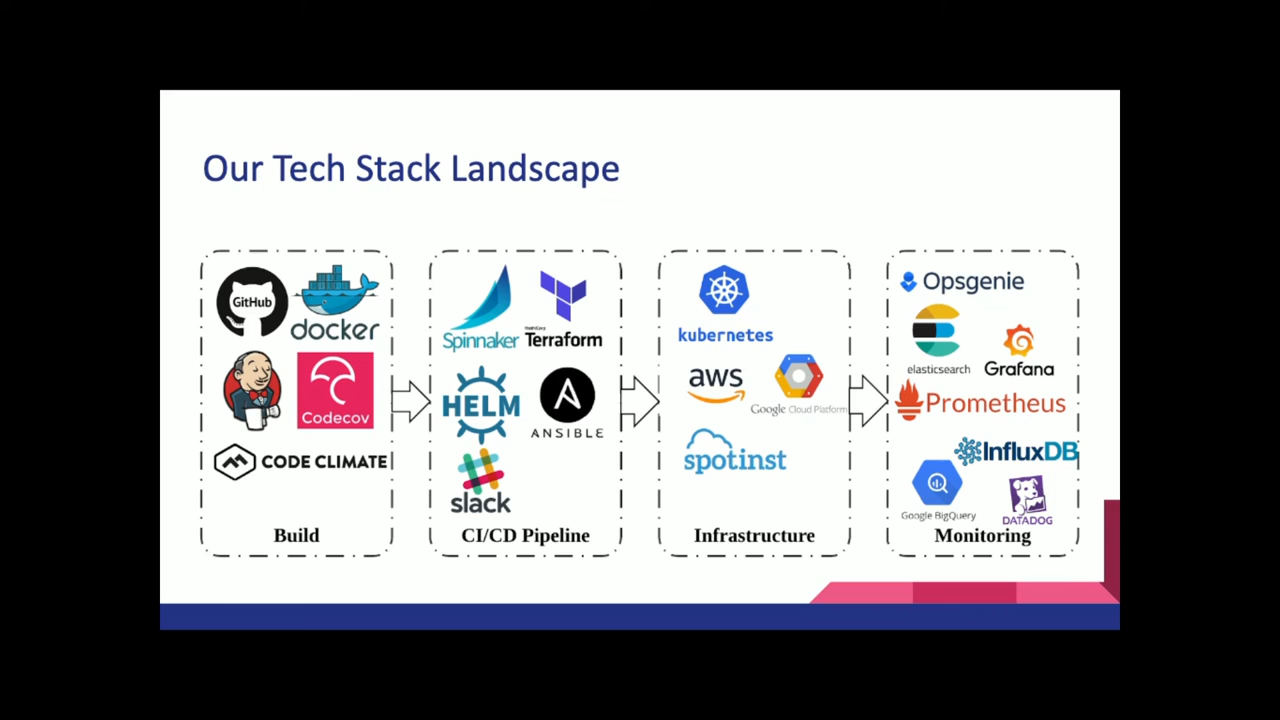 Our Tech Stack Landscape
GitHub
docker
Codecov
CODE CLIMATE
Build
Spinnaker
HashiCorp
Terraform
HELM
ANSIBLE
slack
CI/CD Pipeline
kubernetes
aws
Google Cloud Platform
spotinst
Infrastructure
Opsgenie
elasticsearch
Grafana
Prometheus
InfluxDB
Google BigQuery
DATADOG
Monitoring